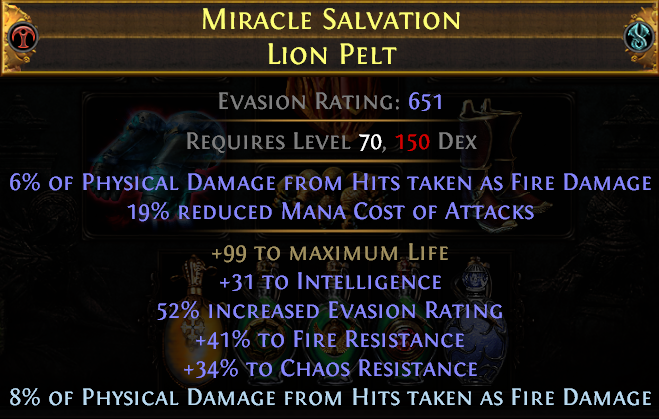 Miracle Salvation
Lion Pelt
Evasion Rating: 651
Requires Level 70, 150 Dex
6% of Physical Damage from Hits taken as Fire Damage
19% reduced Mana Cost of Attacks
+99 to maximum Life
+31 to Intelligence
52% increased Evasion Rating
+41% to Fire Resistance
+34% to Chaos Resistance
8% of Physical Damage from Hits taken as Fire Damage